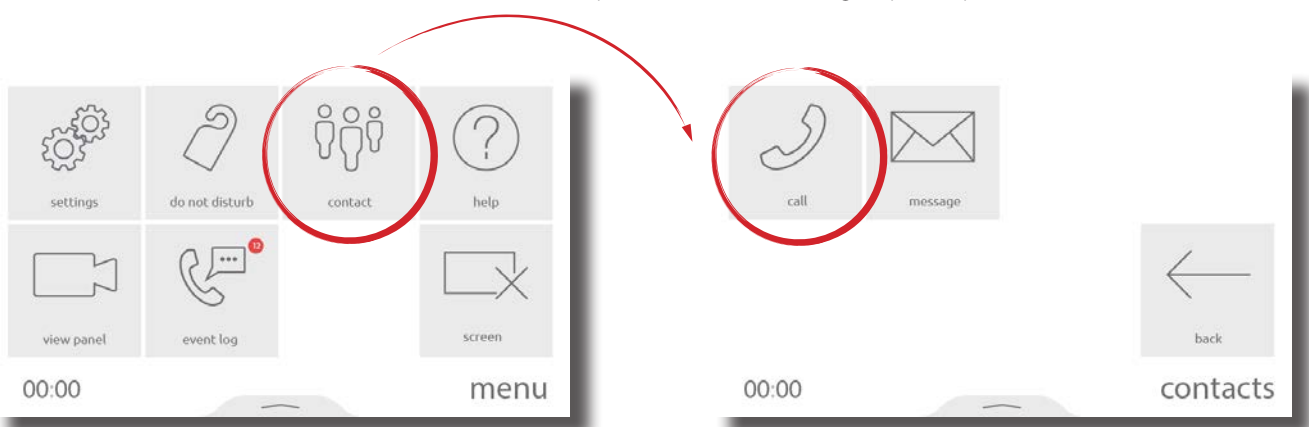 settings
do not disturb
contact
help
view panel
12
event log
screen
00:00
menu
call
message
back
00:00
contacts